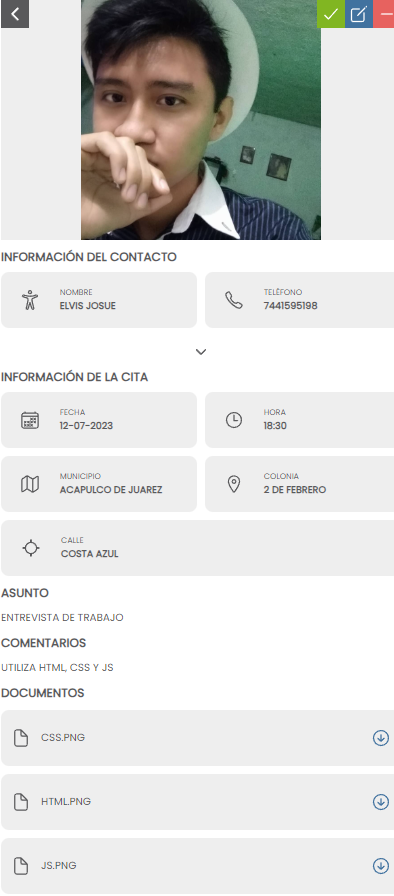 INFORMACIÓN DEL CONTACTO
NOMBRE
ELVIS JOSUE
TELÉFONO
7441595198
INFORMACIÓN DE LA CITA
FECHA
12-07-2023
HORA
18:30
MUNICIPIO
ACAPULCO DE JUAREZ
COLONIA
2 DE FEBRERO
CALLE
COSTA AZUL
ASUNTO
ENTREVISTA DE TRABAJO
COMENTARIOS
UTILIZA HTML, CSS Y JS
DOCUMENTOS
CSS.PNG
HTML.PNG
JS.PNG